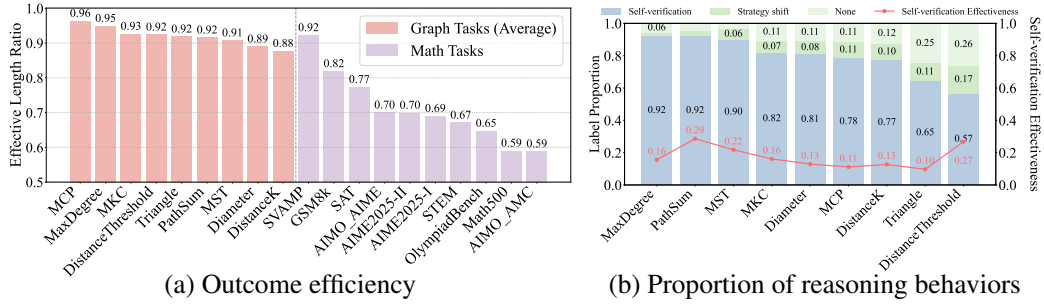 Effective Length Ratio
1.0
0.9
0.8
0.7
0.6
0.5
0.96
0.95
0.93
0.92
0.92
0.92
0.91
0.89
0.88
0.92
0.82
0.77
0.70
0.70
0.69
0.67
0.65
0.59
0.59
Graph Tasks (Average)
Math Tasks
MCP
MaxDegree
MKC
DistanceThreshold
Triangle
PathSum
MST
Diameter
DistanceK
SVAMP
GSM8k
SAT
AIMO_AIME
AIME2025-II
AIME2025-I
STEM
OlympiadBench
Math500
AIMO_AMC
(a) Outcome efficiency
Self-verification
Strategy shift
None
Self-verification Effectiveness
Label Proportion
1.0
0.8
0.6
0.4
0.2
0.0
0.06
0.06
0.11
0.11
0.11
0.12
0.25
0.26
0.07
0.08
0.11
0.10
0.11
0.17
0.92
0.92
0.90
0.82
0.81
0.78
0.77
0.65
0.57
0.16
0.29
0.22
0.16
0.13
0.11
0.13
0.10
0.27
1.0
0.8
0.6
0.4
0.2
0.0
Self-verification Effectiveness
MaxDegree
PathSum
MST
MKC
Diameter
MCP
DistanceK
Triangle
DistanceThreshold
(b) Proportion of reasoning behaviors